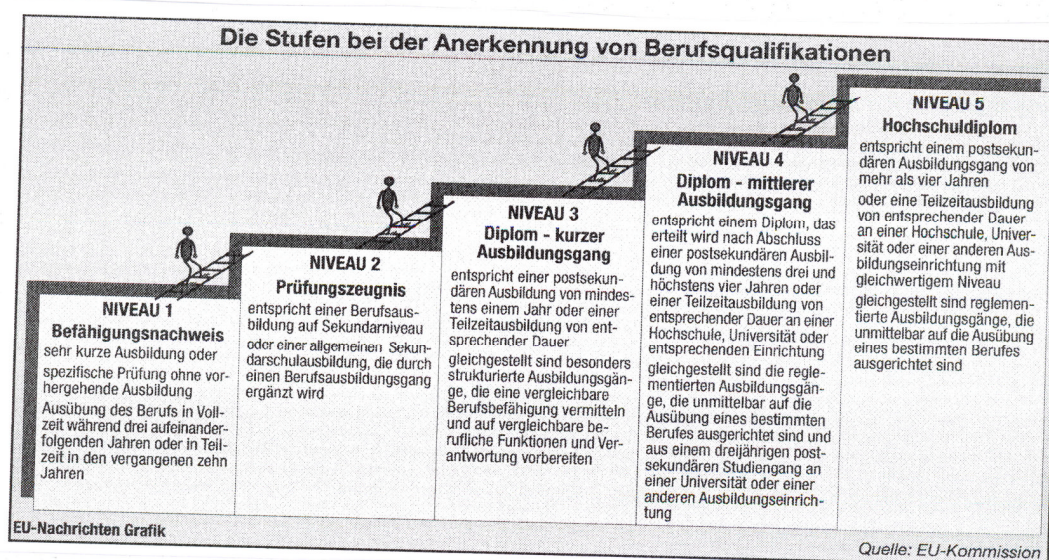 Die Stufen bei der Anerkennung von Berufsqualifikationen
NIVEAU 1
Befähigungsnachweis
sehr kurze Ausbildung oder
spezifische Prüfung ohne vor-
hergehende Ausbildung
Ausübung des Berufs in Voll-
zeit während drei aufeinander-
folgenden Jahren oder in Teil-
zeit in den vergangenen zehn
Jahren
NIVEAU 2
Prüfungszeugnis
entspricht einer Berufsaus-
bildung auf Sekundarniveau
oder einer allgemeinen Sekun-
darschulausbildung, die durch
einen Berufsausbildungsgang
ergänzt wird
NIVEAU 3
Diplom - kurzer
Ausbildungsgang
entspricht einer postsekun-
dären Ausbildung von mindes-
tens einem Jahr oder einer
Teilzeitausbildung von ent-
sprechender Dauer
gleichgestellt sind besonders
strukturierte Ausbildungsgän-
ge, die eine vergleichbare
Berufsbefähigung vermitteln
und auf vergleichbare be-
rufliche Funktionen und Ver-
antwortung vorbereiten
NIVEAU 4
Diplom - mittlerer
Ausbildungsgang
entspricht einem Diplom, das
erteilt wird nach Abschluss
einer postsekundären Ausbil-
dung von mindestens drei und
höchstens vier Jahren oder
einer Teilzeitausbildung von
entsprechender Dauer an einer
Hochschule, Universität oder
entsprechenden Einrichtung
gleichgestellt sind die regle-
mentierten Ausbildungsgän-
ge, die unmittelbar auf die
Ausübung eines bestimmten
Berufes ausgerichtet sind und
aus einem dreijährigen post-
sekundären Studiengang an
einer Universität oder einer
anderen Ausbildungseinrich-
tung
NIVEAU 5
Hochschuldiplom
entspricht einem postsekun-
dären Ausbildungsgang von
mehr als vier Jahren
oder eine Teilzeitausbildung
von entsprechender Dauer
an einer Hochschule, Univer-
sität oder einer anderen Aus-
bildungseinrichtung mit
gleichwertigem Niveau
gleichgestellt sind reglemen-
tierte Ausbildungsgänge, die
unmittelbar auf die Ausübung
eines bestimmten Berufes
ausgerichtet sind
EU-Nachrichten Grafik
Quelle: EU-Kommission